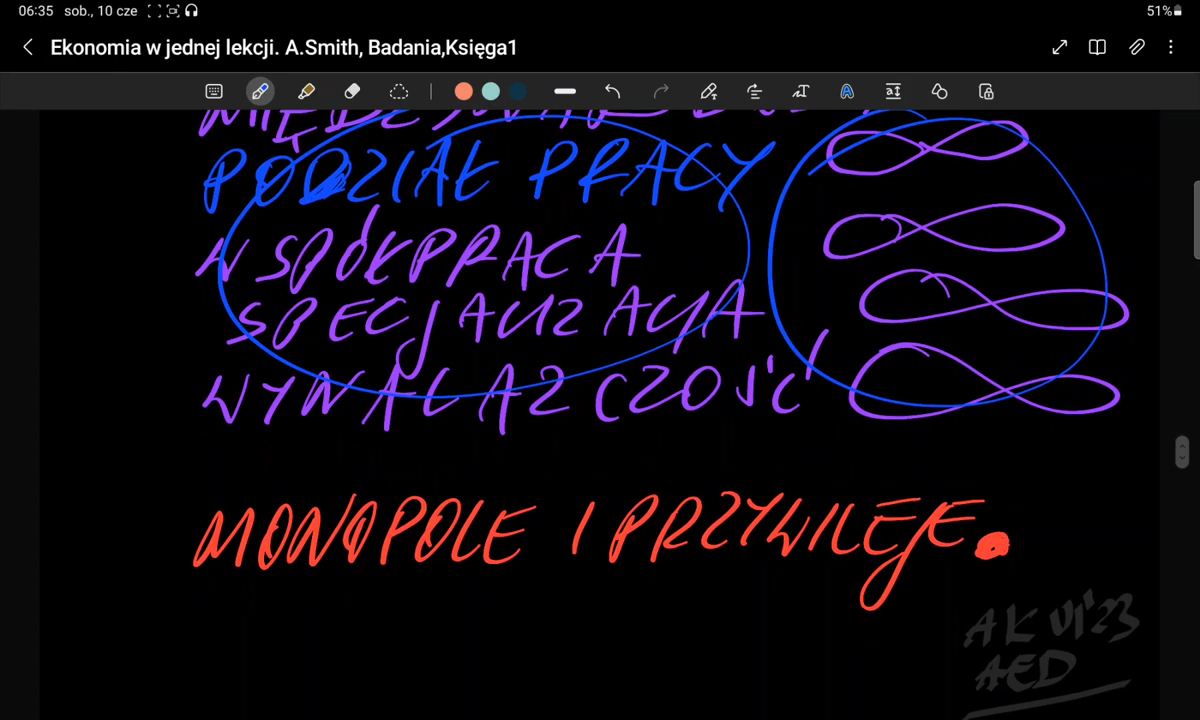 06:35 sob., 10 cze 51%
Ekonomia w jednej lekcji. A.Smith, Badania,Księga1
PODZIAŁ PRACY
WSPÓŁPRACA
SPECJALIZACJA
WYNALAZCZOŚĆ
MONOPOLE I PRZYWILEJE.
AK VI'23
AED